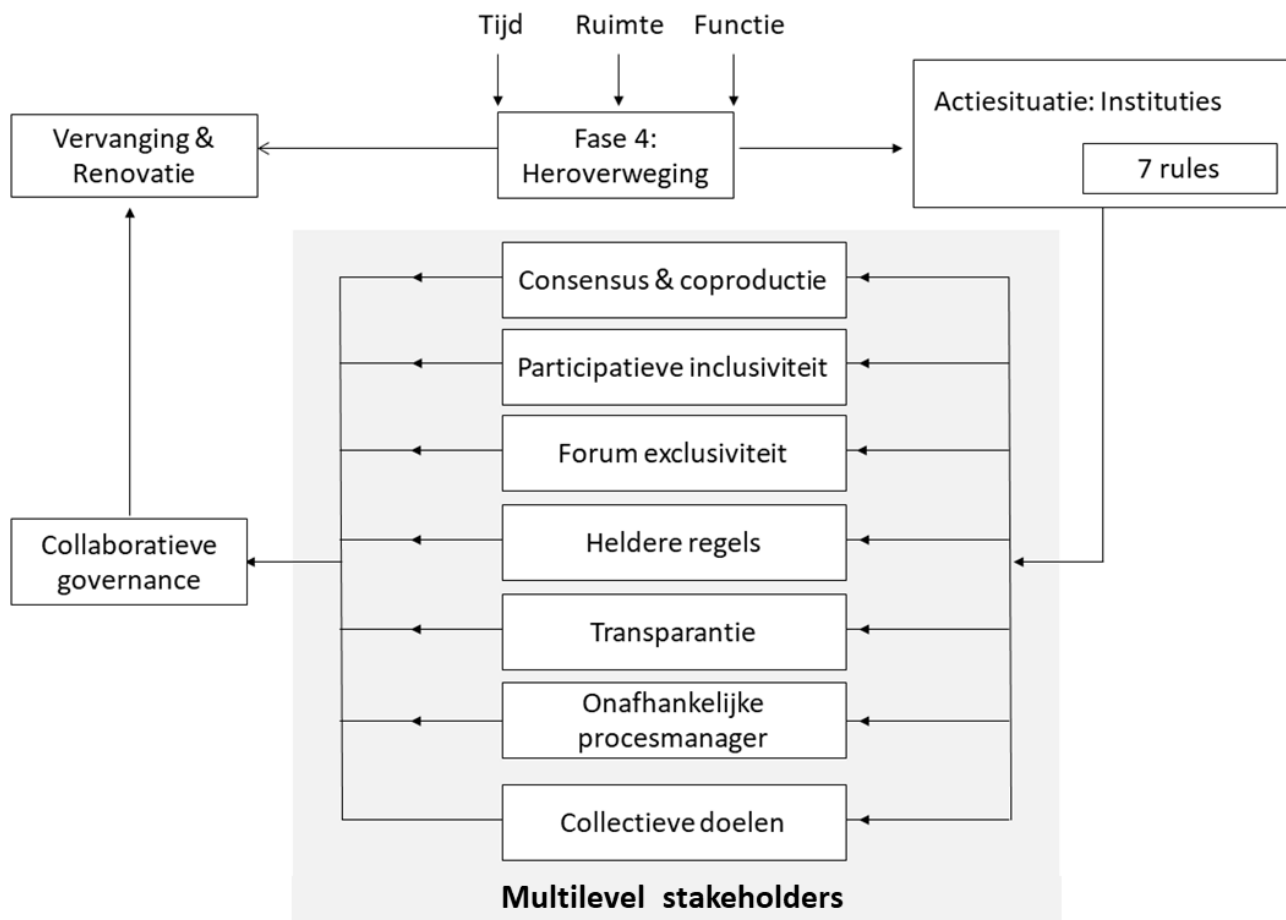 Tijd Ruimte Functie
Vervanging &
Renovatie
Fase 4:
Heroverweging
Actiesituatie: Instituties
7 rules
Consensus & coproductie
Participatieve inclusiviteit
Forum exclusiviteit
Heldere regels
Collaboratieve
governance
Transparantie
Onafhankelijke
procesmanager
Collectieve doelen
Multilevel stakeholders